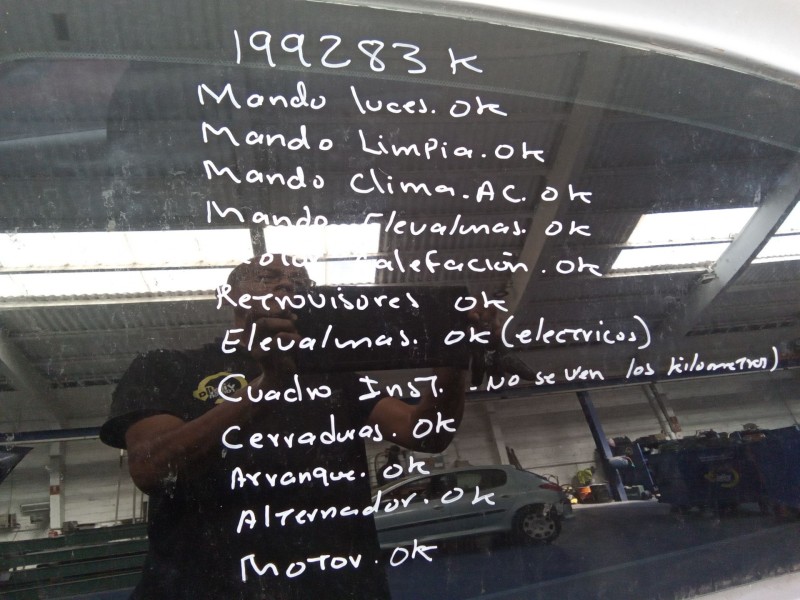 199283 K
Mando luces. OK
Mando Limpia. OK
Mando Clima. AC. OK
Mando Elevalunas. OK
Motor Calefación. OK
Retrovisores OK
Elevalunas. OK (electricos)
Cuadro Inst. - No se ven los kilometros)
Cerraduras. OK
Arranque. OK
Alternador. OK
Motor. OK